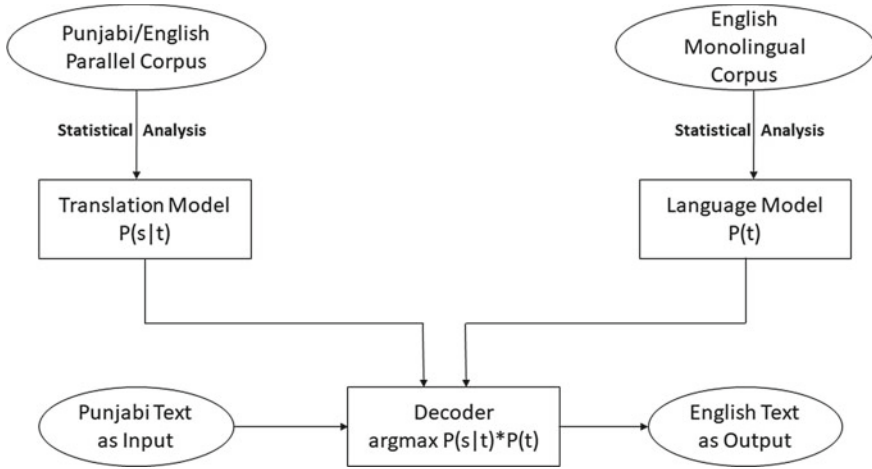 Punjabi/English
Parallel Corpus
English
Monolingual
Corpus
Statistical Analysis
Statistical Analysis
Translation Model
P(s|t)
Language Model
P(t)
Punjabi Text
as Input
Decoder
argmax P(s|t)*P(t)
English Text
as Output